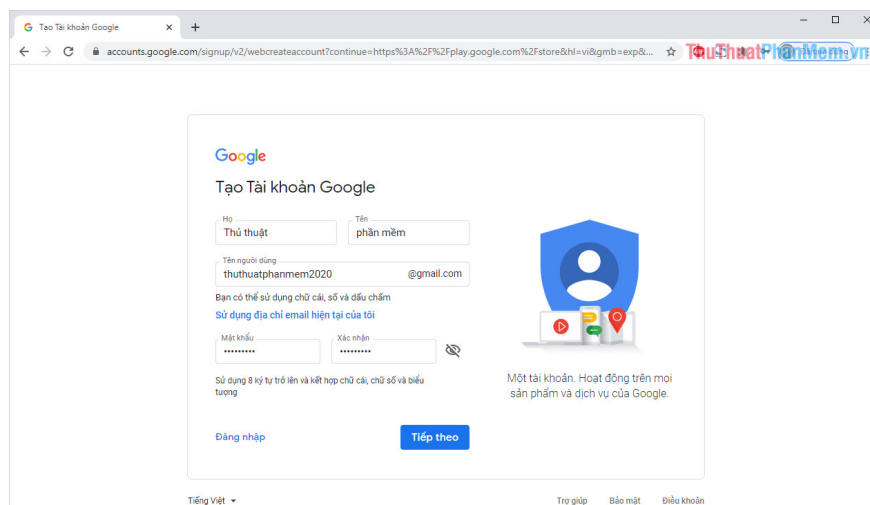 Tạo Tài khoản Google
accounts.google.com/signup/v2/webcreateaccount?continue=https%3A%2F%2Fplay.google.com%2Fstore&hl=vi&gmb=exp&...
ThuThuatPhanMem.vn
Google
Tạo Tài khoản Google
Họ
Tên
Thủ thuật
phần mềm
Tên người dùng
thuthuatphanmem2020
@gmail.com
Bạn có thể sử dụng chữ cái, số và dấu chấm
Sử dụng địa chỉ email hiện tại của tôi
Mật khẩu
Xác nhận
•••••••••
•••••••••
Sử dụng 8 ký tự trở lên và kết hợp chữ cái, chữ số và biểu
tượng
Một tài khoản. Hoạt động trên mọi
sản phẩm và dịch vụ của Google.
Đăng nhập
Tiếp theo
Tiếng Việt
Trợ giúp
Bảo mật
Điều khoản